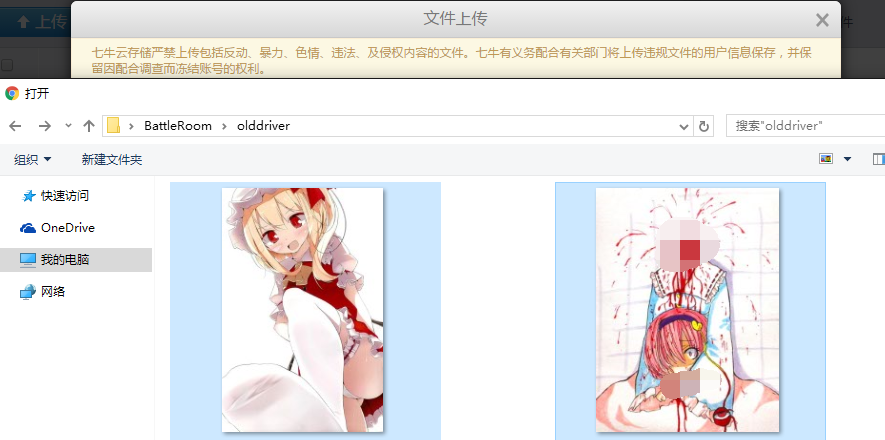 上传
文件上传
件
七牛云存储严禁上传包括反动、暴力、色情、违法、及侵权内容的文件。七牛有义务配合有关部门将上传违规文件的用户信息保存，并保
留因配合调查而冻结账号的权利。
打开
BattleRoom
olddriver
搜索"olddriver"
组织
新建文件夹
快速访问
OneDrive
我的电脑
网络